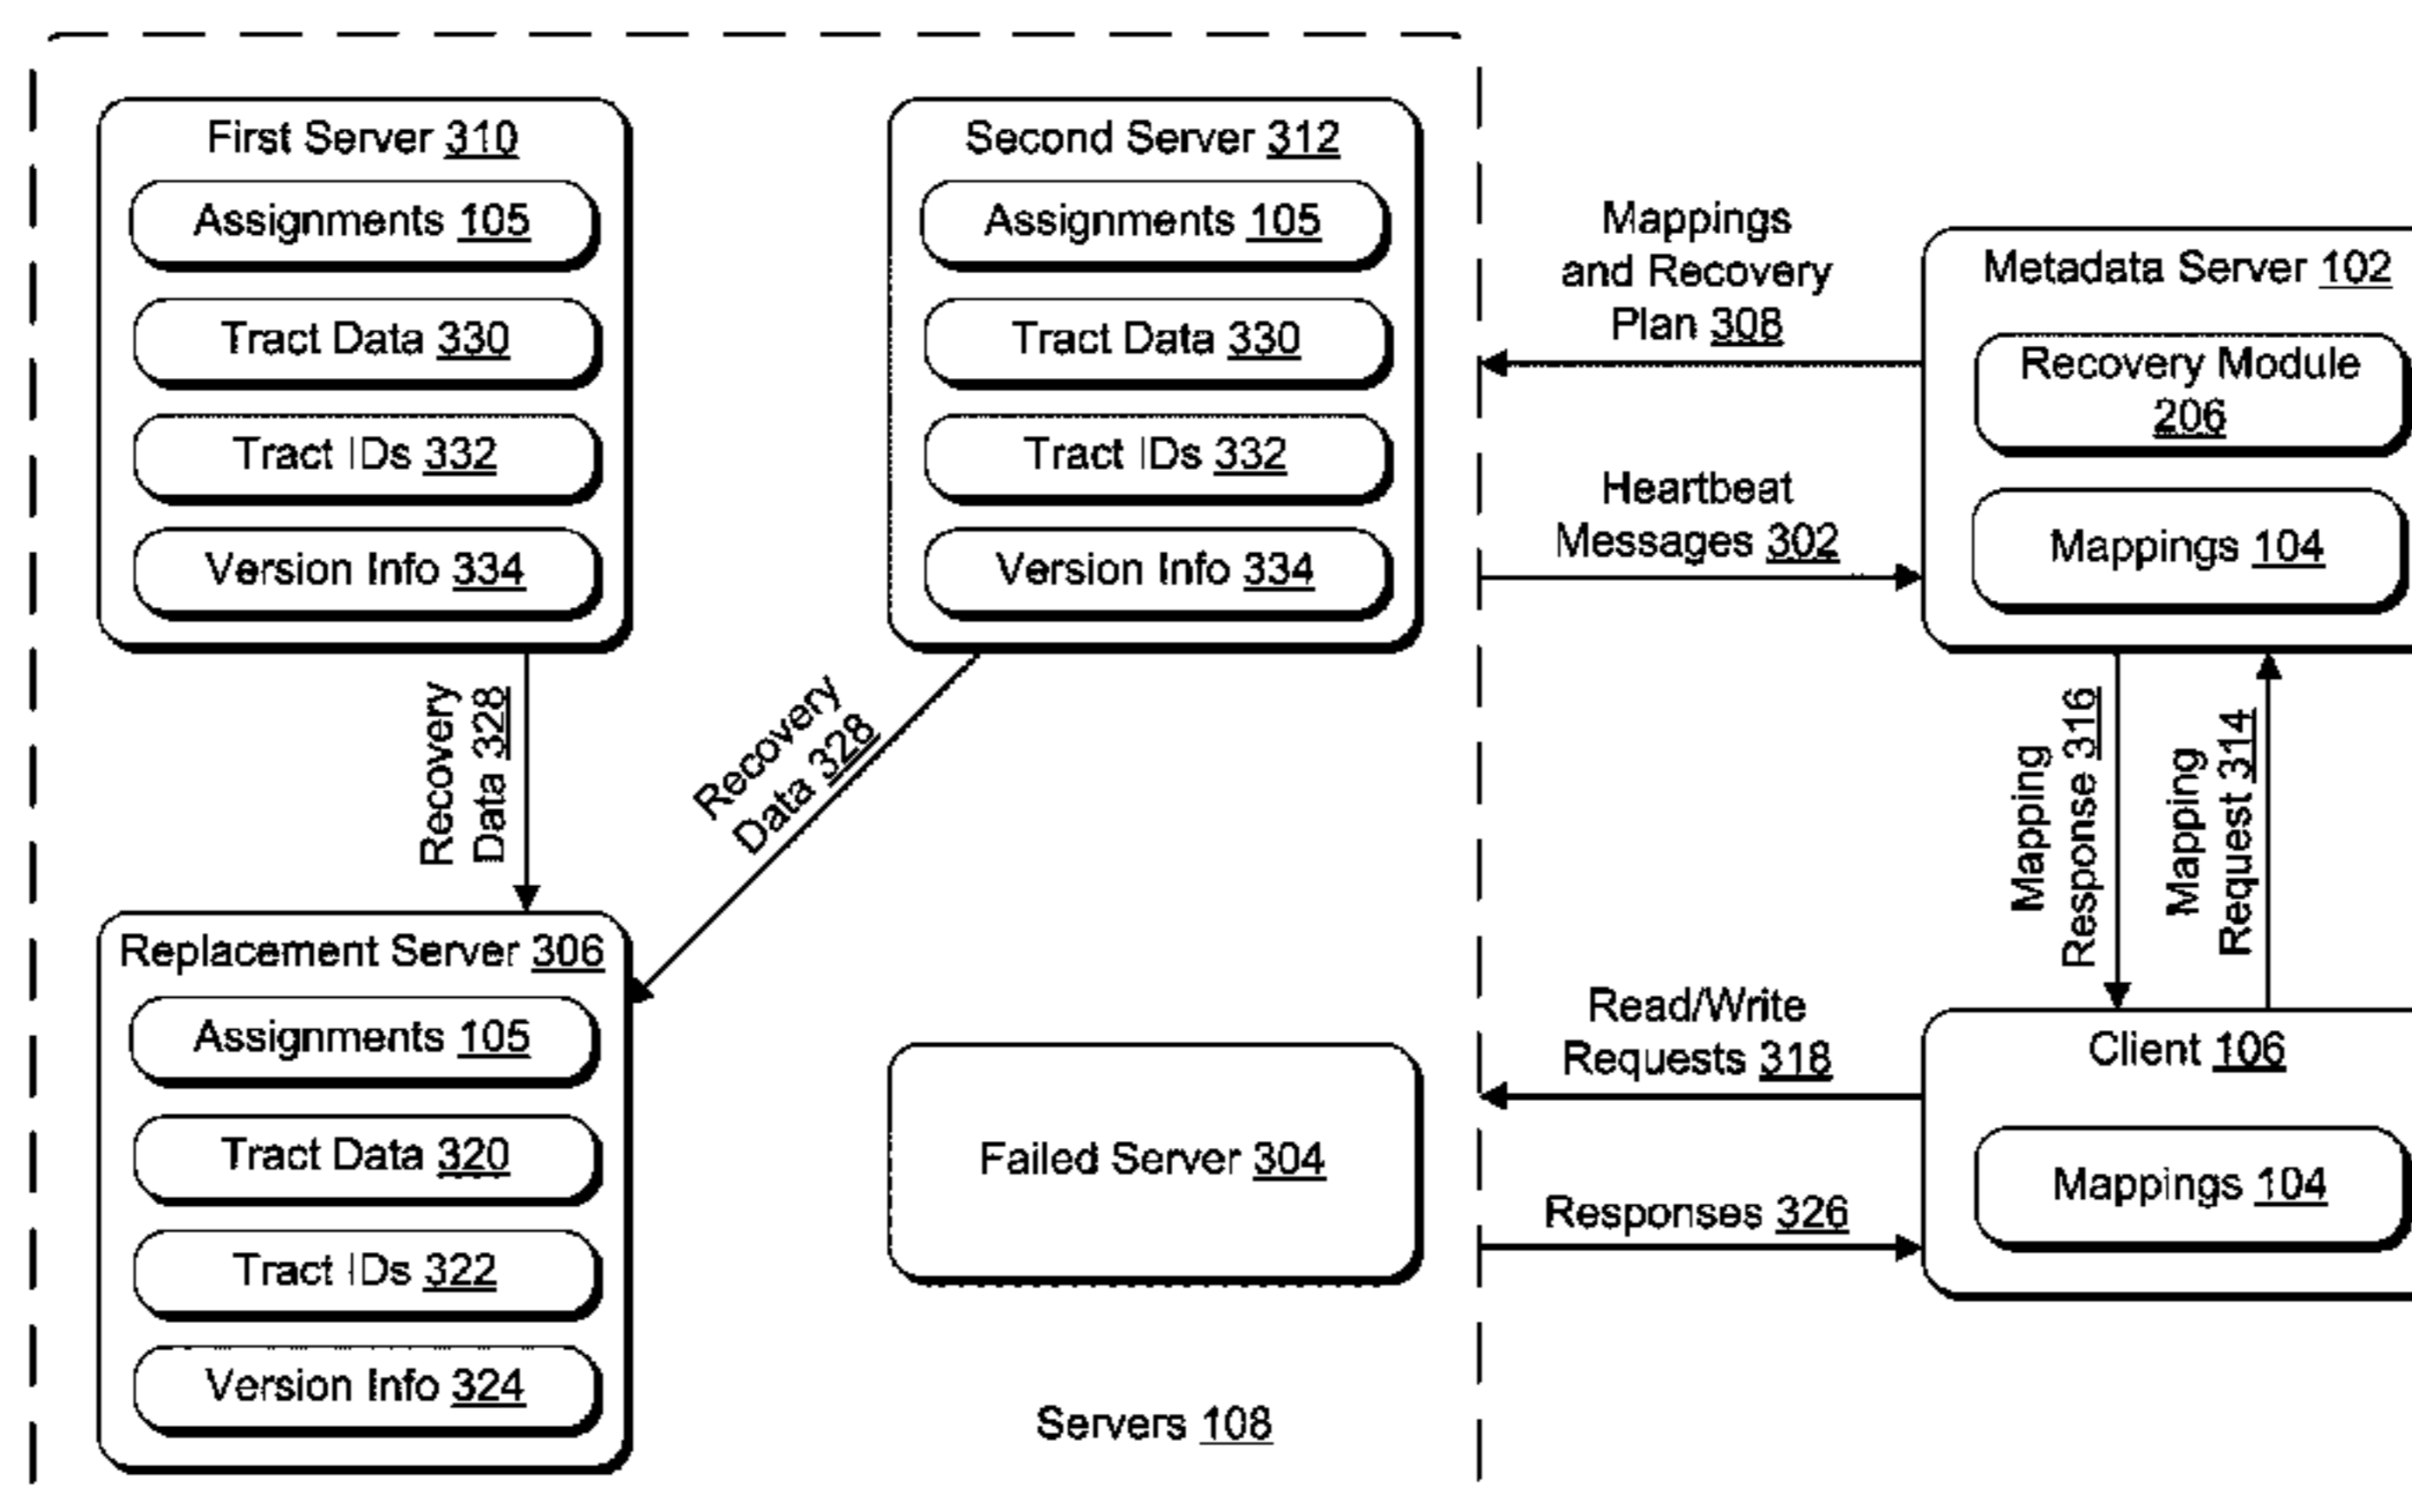 First Server 310
Assignments 105
Tract Data 330
Tract IDs 332
Version Info 334
Second Server 312
Assignments 105
Tract Data 330
Tract IDs 332
Version Info 334
Mappings
and Recovery
Plan 308
Heartbeat
Messages 302
Metadata Server 102
Recovery Module
206
Mappings 104
Recovery
Data 328
Recovery
Data 328
Mapping
Response 316
Mapping
Request 314
Replacement Server 306
Assignments 105
Tract Data 320
Tract IDs 322
Version Info 324
Failed Server 304
Read/Write
Requests 318
Responses 326
Client 106
Mappings 104
Servers 108